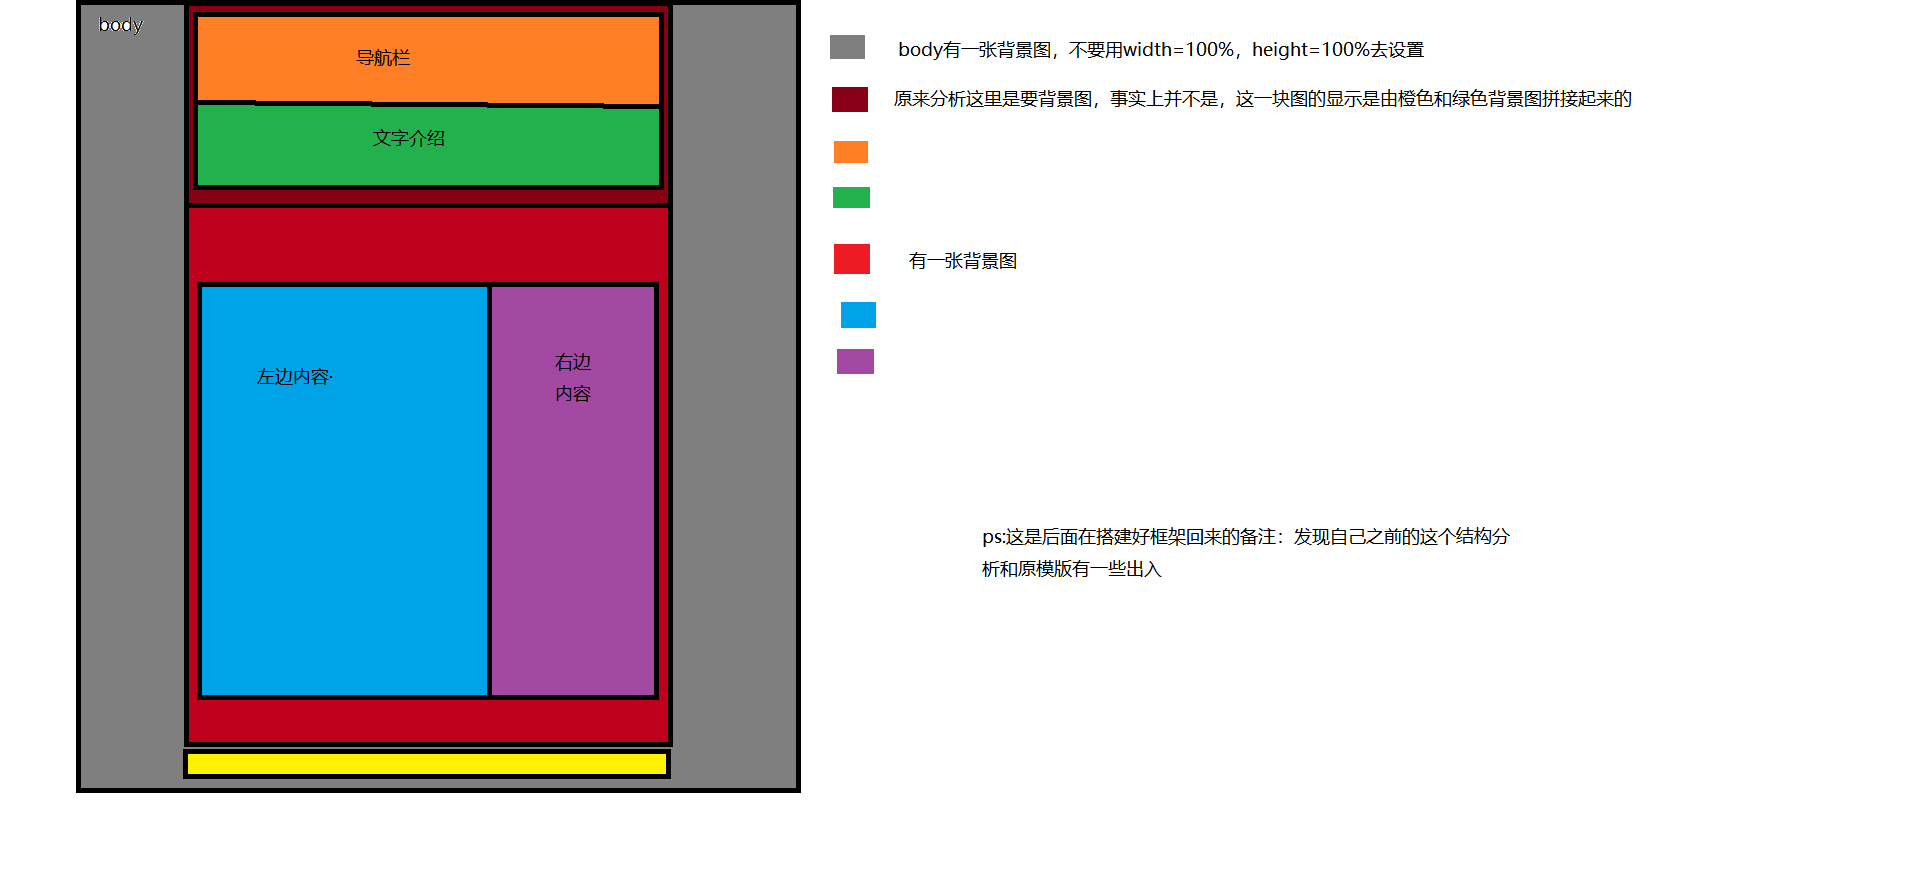 body
导航栏
文字介绍
左边内容·
右边
内容
body有一张背景图，不要用width=100%，height=100%去设置
原来分析这里是要背景图，事实上并不是，这一块图的显示是由橙色和绿色背景图拼接起来的
有一张背景图
ps:这是后面在搭建好框架回来的备注：发现自己之前的这个结构分
析和原模版有一些出入